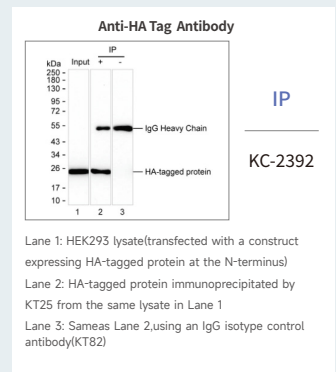 Anti-HA Tag Antibody
IP
kDa Input + -
250 -
180 -
130 -
95 -
72 -
55 -
IgG Heavy Chain
43 -
34 -
26 -
HA-tagged protein
17 -
10 -
1 2 3
IP
KC-2392
Lane 1: HEK293 lysate(transfected with a construct
expressing HA-tagged protein at the N-terminus)
Lane 2: HA-tagged protein immunoprecipitated by
KT25 from the same lysate in Lane 1
Lane 3: Sameas Lane 2,using an IgG isotype control
antibody(KT82)